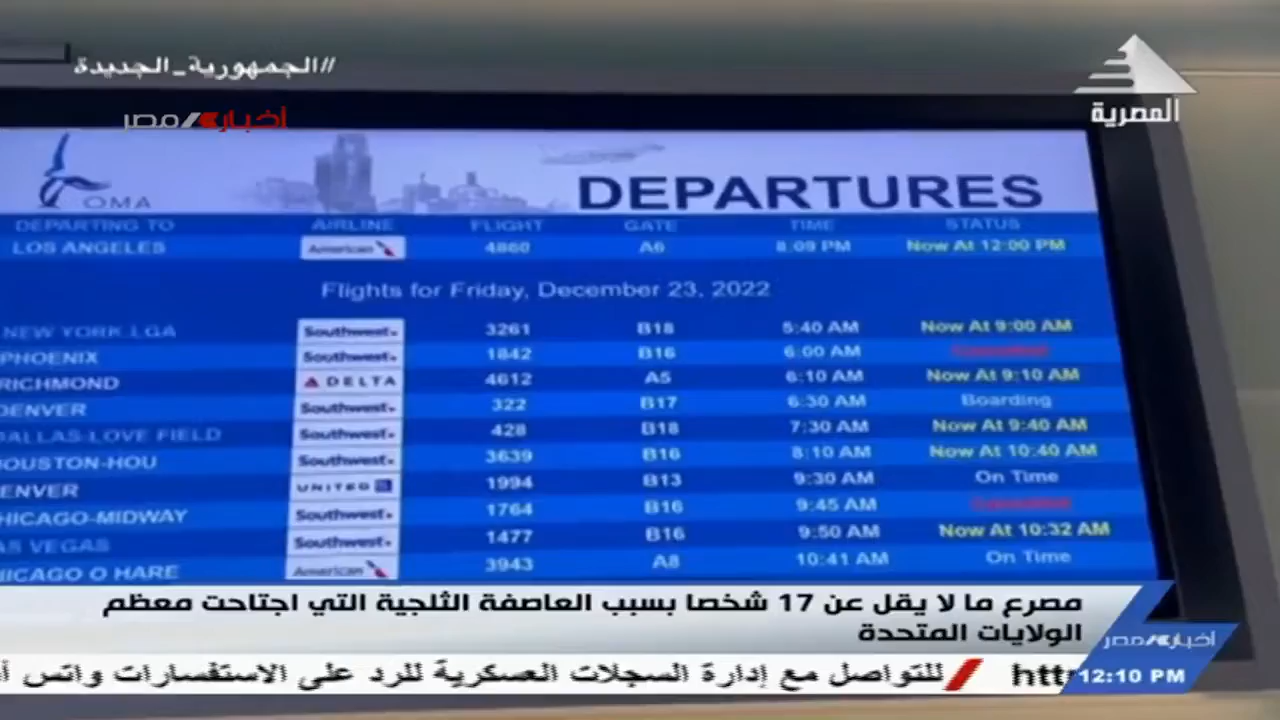 #الجمهورية_الجديدة
المصرية
أخبار مصر
OMA
DEPARTURES
DEPARTING TO AIRLINE FLIGHT GATE TIME STATUS
LOS ANGELES American 4860 A6 8:09 PM Now At 12:00 PM
Flights for Friday, December 23, 2022
NEW YORK LGA Southwest 3261 B18 5:40 AM Now At 9:00 AM
PHOENIX Southwest 1842 B16 6:00 AM
RICHMOND DELTA 4612 A5 6:10 AM Now At 9:10 AM
DENVER Southwest 322 B17 6:30 AM Boarding
DALLAS LOVE FIELD Southwest 428 B18 7:30 AM Now At 9:40 AM
HOUSTON-HOU Southwest 3639 B16 8:10 AM Now At 10:40 AM
ENVER UNITED 1994 B13 9:30 AM On Time
HICAGO-MIDWAY Southwest 1764 B16 9:45 AM
AS VEGAS Southwest 1477 B16 9:50 AM Now At 10:32 AM
HICAGO O HARE American 3943 A8 10:41 AM On Time
مصرع ما لا يقل عن 17 شخصا بسبب العاصفة الثلجية التي اجتاحت معظم
الولايات المتحدة
أخبار مصر
للتواصل مع إدارة السجلات العسكرية للرد على الاستفسارات واتس
12:10 PM